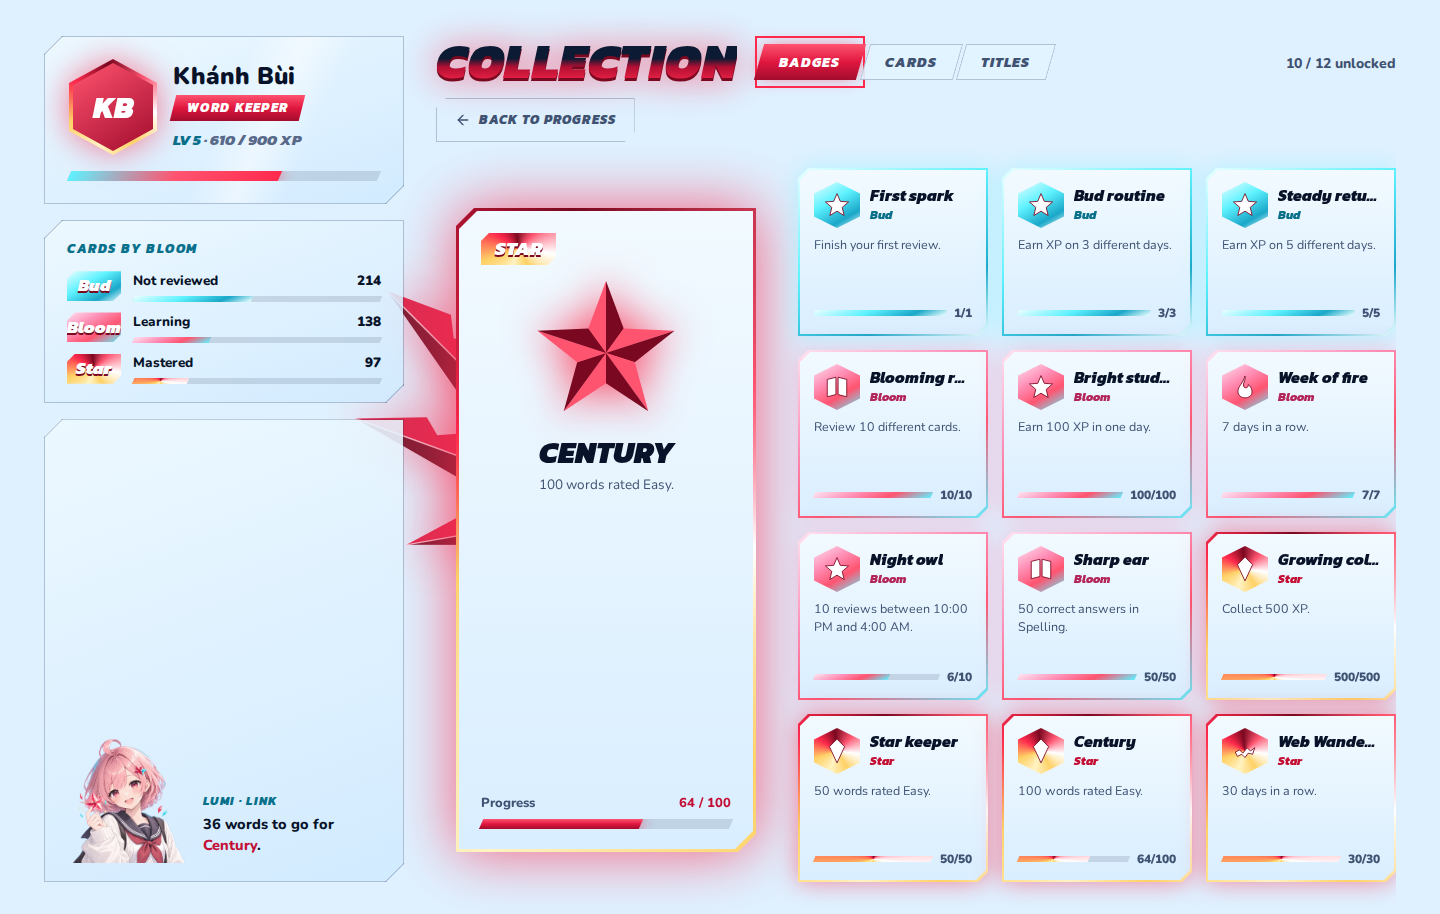 KB
Khánh Bùi
WORD KEEPER
LV 5 · 610 / 900 XP
CARDS BY BLOOM
Bud
Not reviewed
214
Bloom
Learning
138
Star
Mastered
97
LUMI · LINK
36 words to go for
Century.
COLLECTION
BADGES
CARDS
TITLES
10 / 12 unlocked
← BACK TO PROGRESS
STAR
CENTURY
100 words rated Easy.
Progress
64 / 100
First spark
Bud
Finish your first review.
1/1
Bud routine
Bud
Earn XP on 3 different days.
3/3
Steady retu...
Bud
Earn XP on 5 different days.
5/5
Blooming r...
Bloom
Review 10 different cards.
10/10
Bright stud...
Bloom
Earn 100 XP in one day.
100/100
Week of fire
Bloom
7 days in a row.
7/7
Night owl
Bloom
10 reviews between 10:00
PM and 4:00 AM.
6/10
Sharp ear
Bloom
50 correct answers in
Spelling.
50/50
Growing col...
Star
Collect 500 XP.
500/500
Star keeper
Star
50 words rated Easy.
50/50
Century
Star
100 words rated Easy.
64/100
Web Wande...
Star
30 days in a row.
30/30